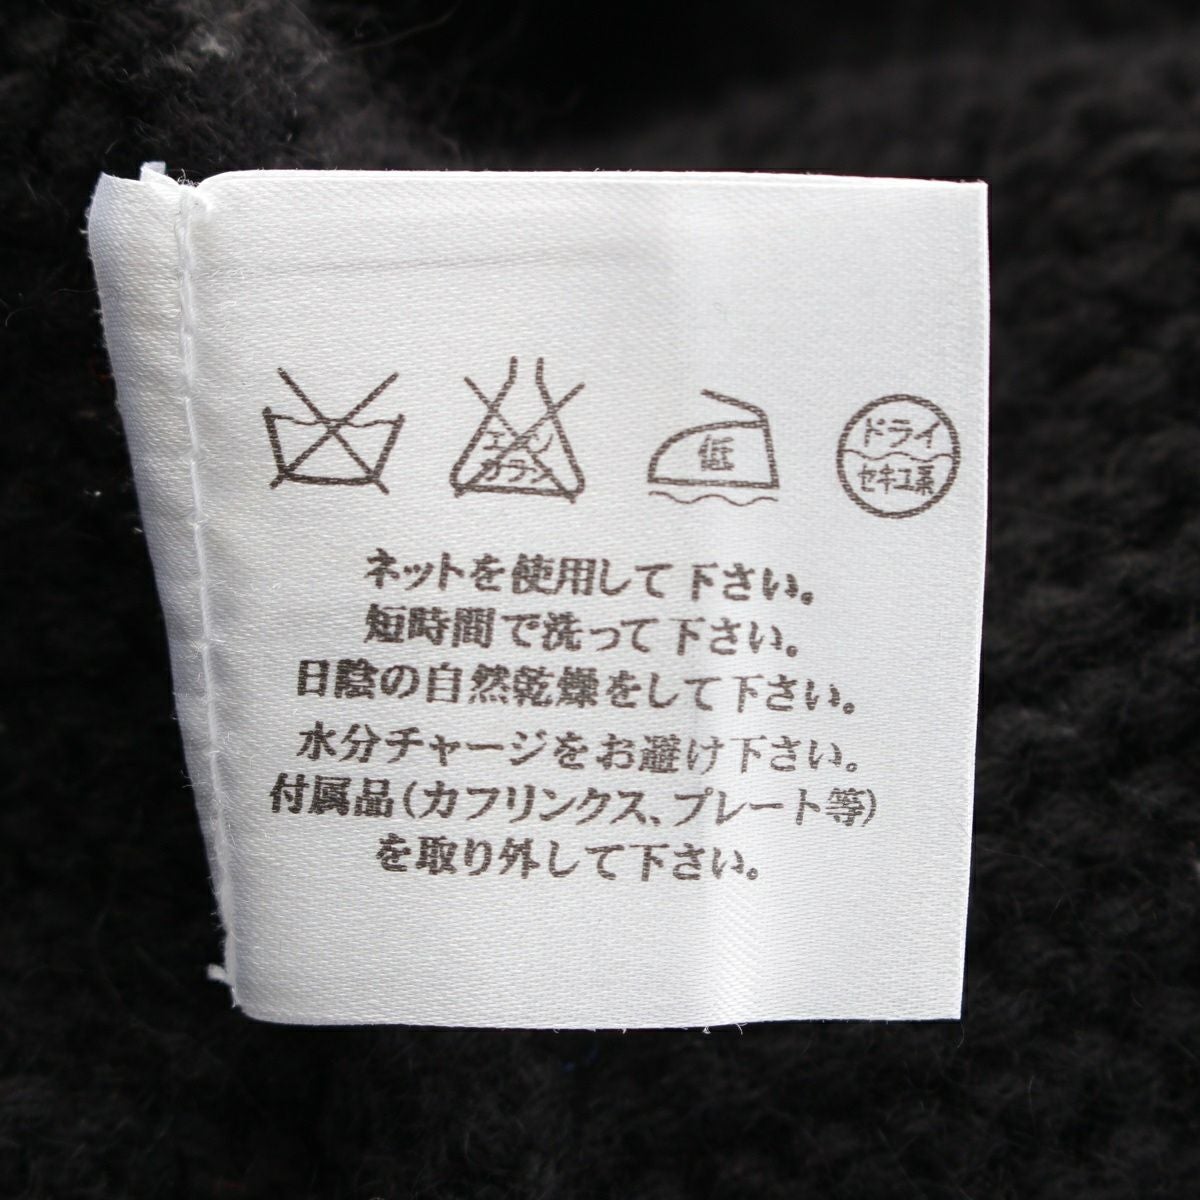 エンソ
カラシ
低
ドライ
セキユ系
ネットを使用して下さい。
短時間で洗って下さい。
日陰の自然乾燥をして下さい。
水分チャージをお避け下さい。
付属品(カフリンクス、プレート等)
を取り外して下さい。